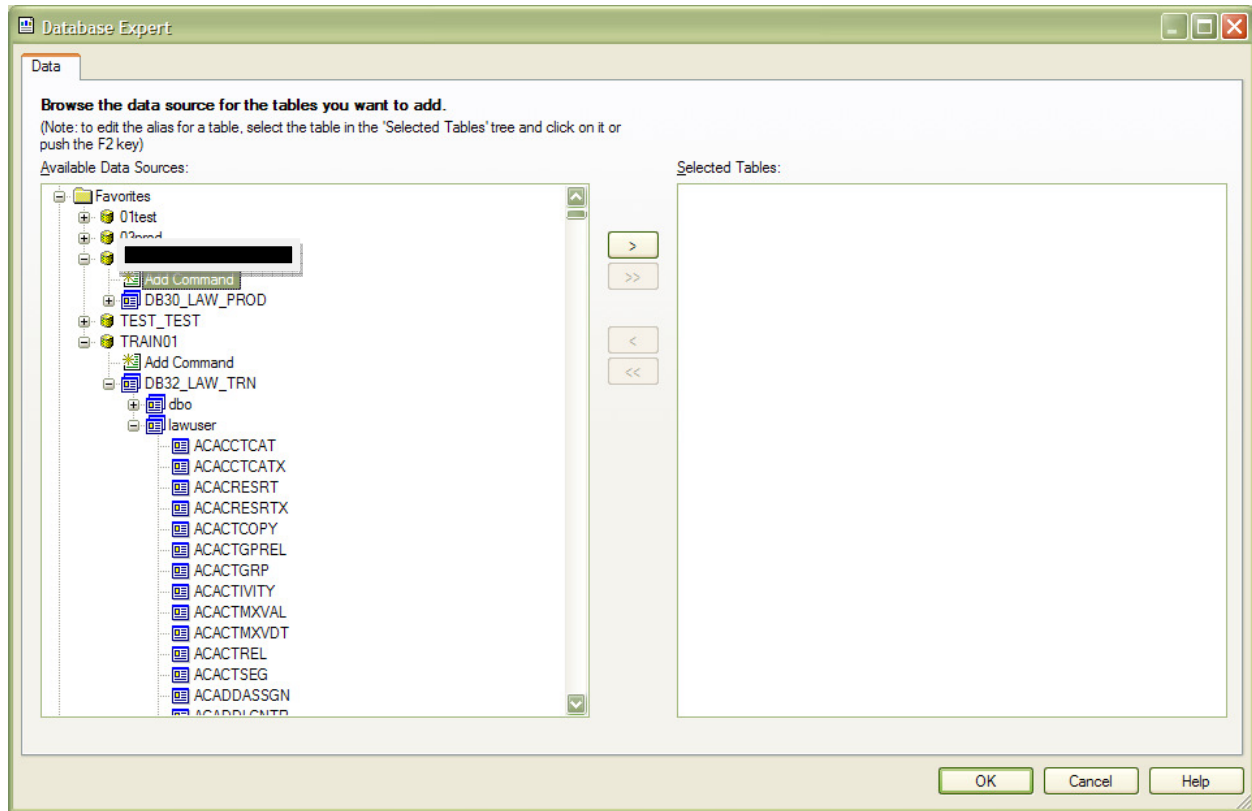 Database Expert
Data
Browse the data source for the tables you want to add.
(Note: to edit the alias for a table, select the table in the 'Selected Tables' tree and click on it or
push the F2 key)
Available Data Sources:
Selected Tables:
Favorites
01test
03prod
Add Command
DB30_LAW_PROD
TEST_TEST
TRAIN01
Add Command
DB32_LAW_TRN
dbo
lawuser
ACACCTCAT
ACACCTCATX
ACACRESRT
ACACRESRTX
ACACTCOPY
ACACTGPREL
ACACTGRP
ACACTIVITY
ACACTMXVAL
ACACTMXVDT
ACACTREL
ACACTSEG
ACADDASSGN
>
>>
<
<<
OK
Cancel
Help